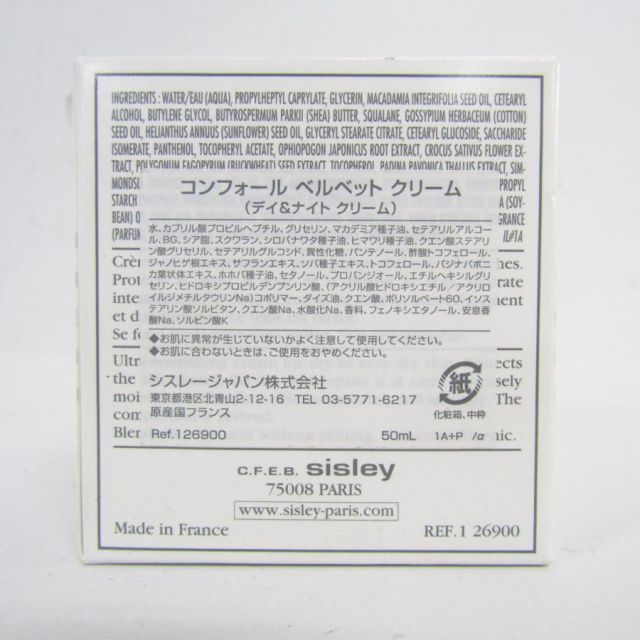 INGREDIENTS : WATER/EAU (AQUA), PROPYLHEPTYL CAPRYLATE, GLYCERIN, MACADAMIA INTEGRIFOLIA SEED OIL, CETEARYL
ALCOHOL, BUTYLENE GLYCOL, BUTYROSPERMUM PARKII (SHEA) BUTTER, SQUALANE, GOSSYPIUM HERBACEUM (COTTON)
SEED OIL, HELIANTHUS ANNUUS (SUNFLOWER) SEED OIL, GLYCERYL STEARATE CITRATE, CETEARYL GLUCOSIDE, SACCHARIDE
ISOMERATE, PANTHENOL, TOCOPHERYL ACETATE, OPHIOPOGON JAPONICUS ROOT EXTRACT, CROCUS SATIVUS FLOWER EX-
TRACT, POLYGONUM FAGOPYRUM (BUCKWHEAT) SEED EXTRACT, TOCOPHEROL, PADINA PAVONICA THALLUS EXTRACT, SIM-
MONDSI
PROPYL
STARCH
(SOY-
BEAN) O
GRANCE
(PARFUM
IL#1A
コンフォール ベルベット クリーム
(デイ&ナイト クリーム)
水、カプリル酸プロピルヘプチル、グリセリン、マカデミア種子油、セテアリルアルコー
ル、BG、シア脂、スクワラン、シロバナワタ種子油、ヒマワリ種子油、クエン酸ステアリ
ン酸グリセリル、セテアリルグルコシド、異性化糖、パンテノール、酢酸トコフェロール、
ジャノヒゲ根エキス、サフランエキス、ソバ種子エキス、トコフェロール、パジナパボニ
カ葉状体エキス、ホホバ種子油、セタノール、プロパンジオール、エチルヘキシルグリ
セリン、ヒドロキシプロピルデンプンリン酸、(アクリル酸ヒドロキシエチル/アクリロ
イルジメチルタウリンNa)コポリマー、ダイズ油、クエン酸、ポリソルベート60、イソス
テアリン酸ソルビタン、クエン酸Na、水酸化Na、香料、フェノキシエタノール、安息香
酸Na、ソルビン酸K
◆お肌に異常が生じていないかよく注意して使用してください。
◆お肌に合わないときは、ご使用をおやめください。
シスレージャパン株式会社
東京都港区北青山2-12-16 TEL 03-5771-6217
原産国フランス
紙
化粧箱、中枠
Ref.126900 50mL 1A+P /α
Crèm
Prot
inte
et d
Se fo
Ultr
the
moi
com
Blen
C.F.E.B. sisley
75008 PARIS
www.sisley-paris.com
Made in France REF.1 26900